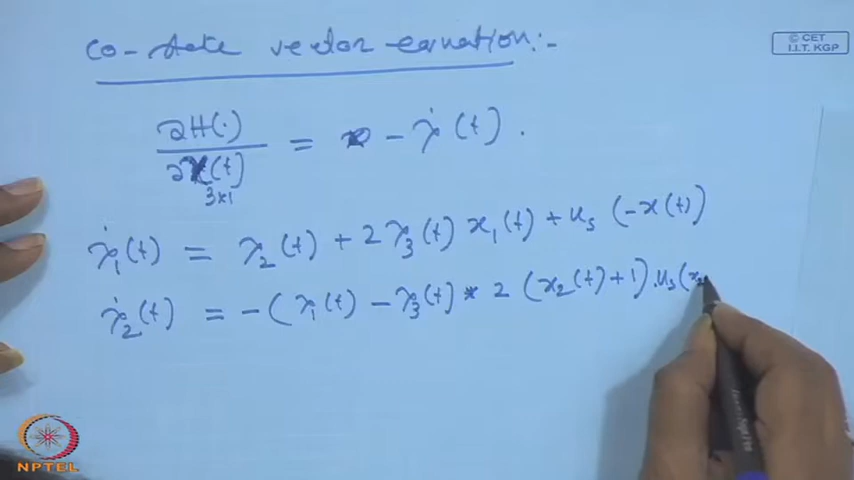 © CET
I.I.T. KGP
Co-state vector equation:-
∂H(·)/∂x(t) = - λ̇(t).
3×1
λ̇₁(t) = λ₂(t) + 2λ₃(t) x₁(t) + uₛ(-x(t))
λ̇₂(t) = -(λ₁(t) - λ₃(t) * 2 (x₂(t)+1).uₛ(x₂
NPTEL